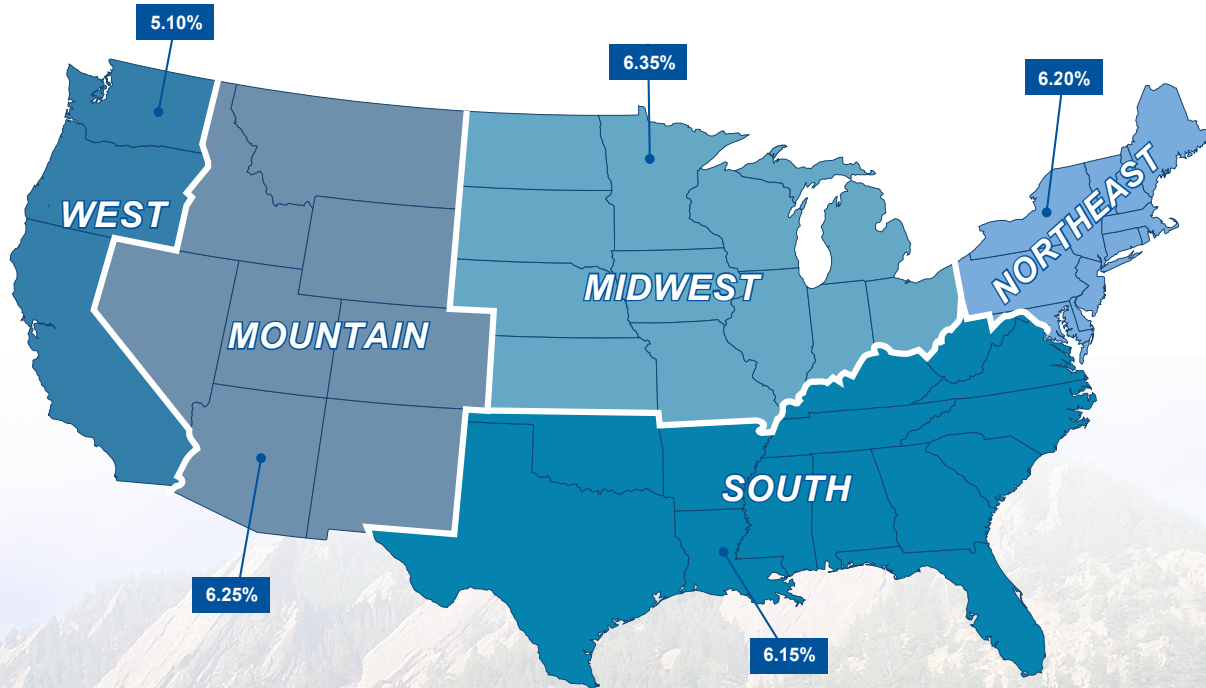 5.10%
6.35%
6.20%
WEST
MIDWEST
NORTHEAST
MOUNTAIN
SOUTH
6.25%
6.15%